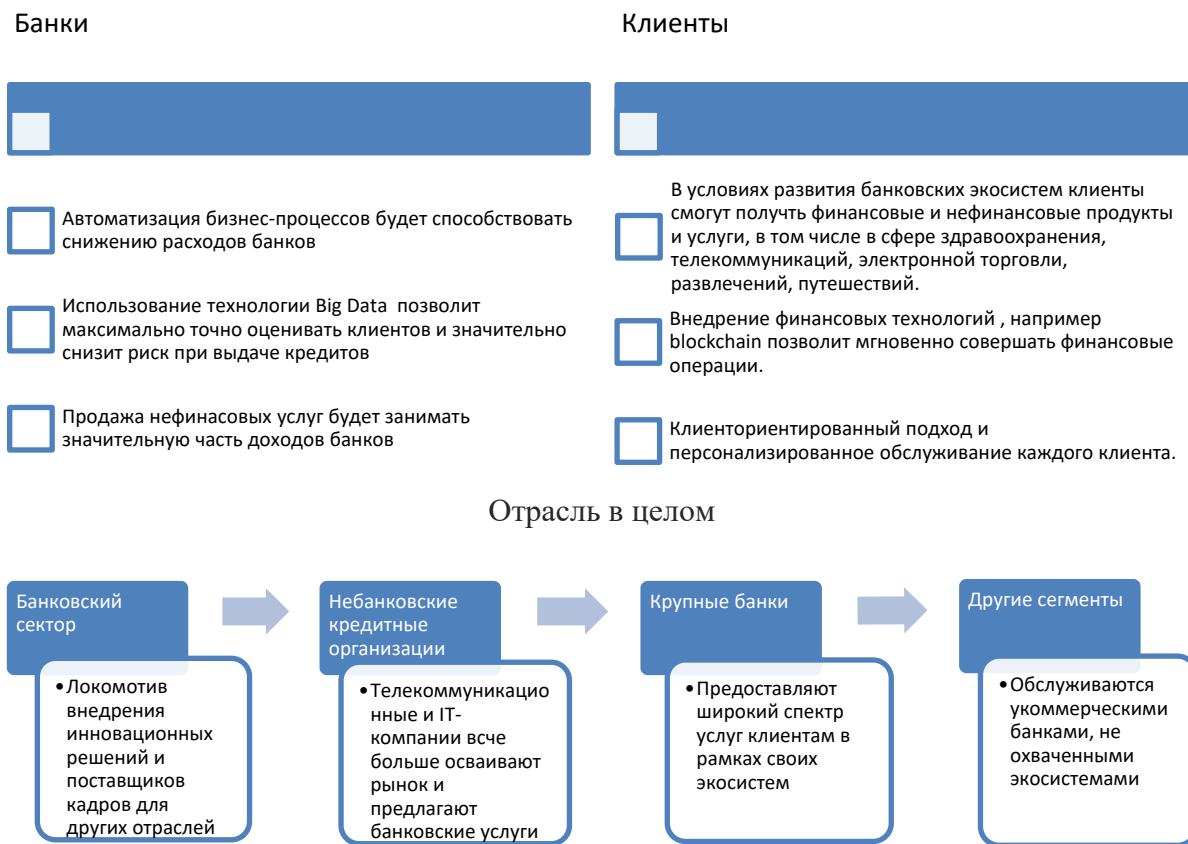 Банки
Автоматизация бизнес-процессов будет способствовать
снижению расходов банков
Использование технологии Big Data позволит
максимально точно оценивать клиентов и значительно
снизит риск при выдаче кредитов
Продажа нефинасовых услуг будет занимать
значительную часть доходов банков
Клиенты
В условиях развития банковских экосистем клиенты
смогут получть финансовые и нефинансовые продукты
и услуги, в том числе в сфере здравоохранения,
телекоммуникаций, электронной торговли,
развлечений, путешествий.
Внедрение финансовых технологий , например
blockchain позволит мгновенно совершать финансовые
операции.
Клиенториентированный подход и
персонализированное обслуживание каждого клиента.
Отрасль в целом
Банковский
сектор
•Локомотив
внедрения
инновационных
решений и
поставщиков
кадров для
других отраслей
Небанковские
кредитные
организации
•Телекоммуникацио
нные и IT-
компании всче
больше осваивают
рынок и
предлагают
банковские услуги
Крупные банки
•Предоставляют
широкий спектр
услуг клиентам в
рамках своих
экосистем
Другие сегменты
•Обслуживаются
укоммерческими
банками, не
охваченными
экосистемами